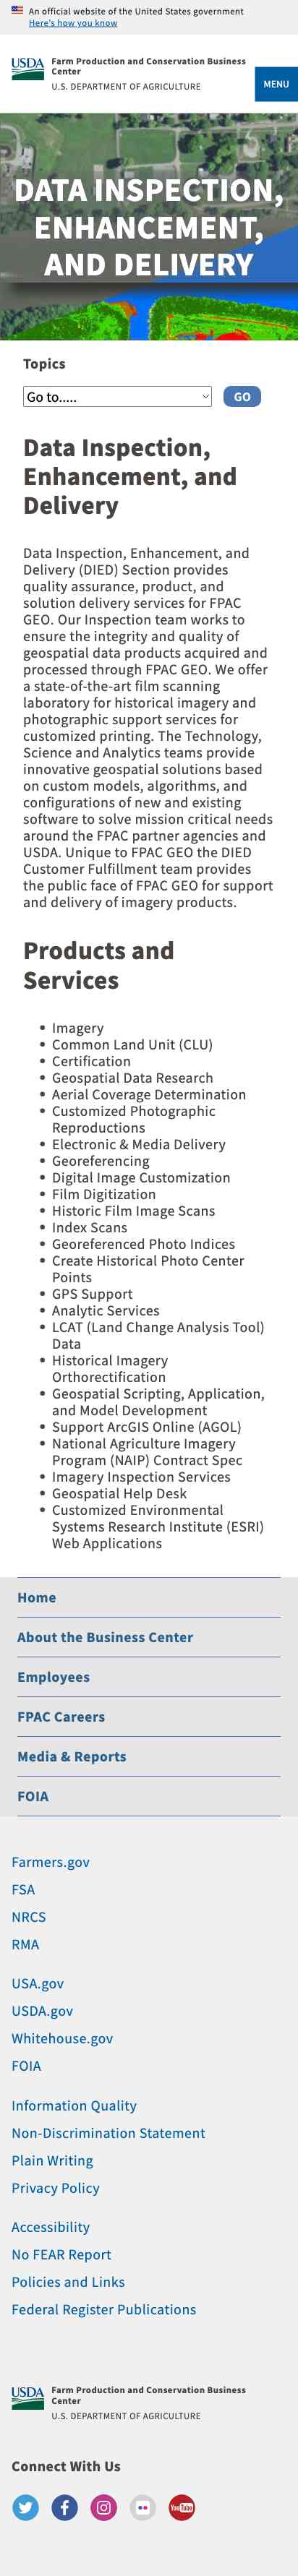 An official website of the United States government
Here's how you know
USDA
Farm Production and Conservation Business
Center
U.S. DEPARTMENT OF AGRICULTURE
MENU
DATA INSPECTION,
ENHANCEMENT,
AND DELIVERY
Topics
Go to.....
GO
Data Inspection,
Enhancement, and
Delivery
Data Inspection, Enhancement, and
Delivery (DIED) Section provides
quality assurance, product, and
solution delivery services for FPAC
GEO. Our Inspection team works to
ensure the integrity and quality of
geospatial data products acquired and
processed through FPAC GEO. We offer
a state-of-the-art film scanning
laboratory for historical imagery and
photographic support services for
customized printing. The Technology,
Science and Analytics teams provide
innovative geospatial solutions based
on custom models, algorithms, and
configurations of new and existing
software to solve mission critical needs
around the FPAC partner agencies and
USDA. Unique to FPAC GEO the DIED
Customer Fulfillment team provides
the public face of FPAC GEO for support
and delivery of imagery products.
Products and
Services
• Imagery
• Common Land Unit (CLU)
• Certification
• Geospatial Data Research
• Aerial Coverage Determination
• Customized Photographic
Reproductions
• Electronic & Media Delivery
• Georeferencing
• Digital Image Customization
• Film Digitization
• Historic Film Image Scans
• Index Scans
• Georeferenced Photo Indices
• Create Historical Photo Center
Points
• GPS Support
• Analytic Services
• LCAT (Land Change Analysis Tool)
Data
• Historical Imagery
Orthorectification
• Geospatial Scripting, Application,
and Model Development
• Support ArcGIS Online (AGOL)
• National Agriculture Imagery
Program (NAIP) Contract Spec
• Imagery Inspection Services
• Geospatial Help Desk
• Customized Environmental
Systems Research Institute (ESRI)
Web Applications
Home
About the Business Center
Employees
FPAC Careers
Media & Reports
FOIA
Farmers.gov
FSA
NRCS
RMA
USA.gov
USDA.gov
Whitehouse.gov
FOIA
Information Quality
Non-Discrimination Statement
Plain Writing
Privacy Policy
Accessibility
No FEAR Report
Policies and Links
Federal Register Publications
USDA
Farm Production and Conservation Business
Center
U.S. DEPARTMENT OF AGRICULTURE
Connect With Us
YouTube